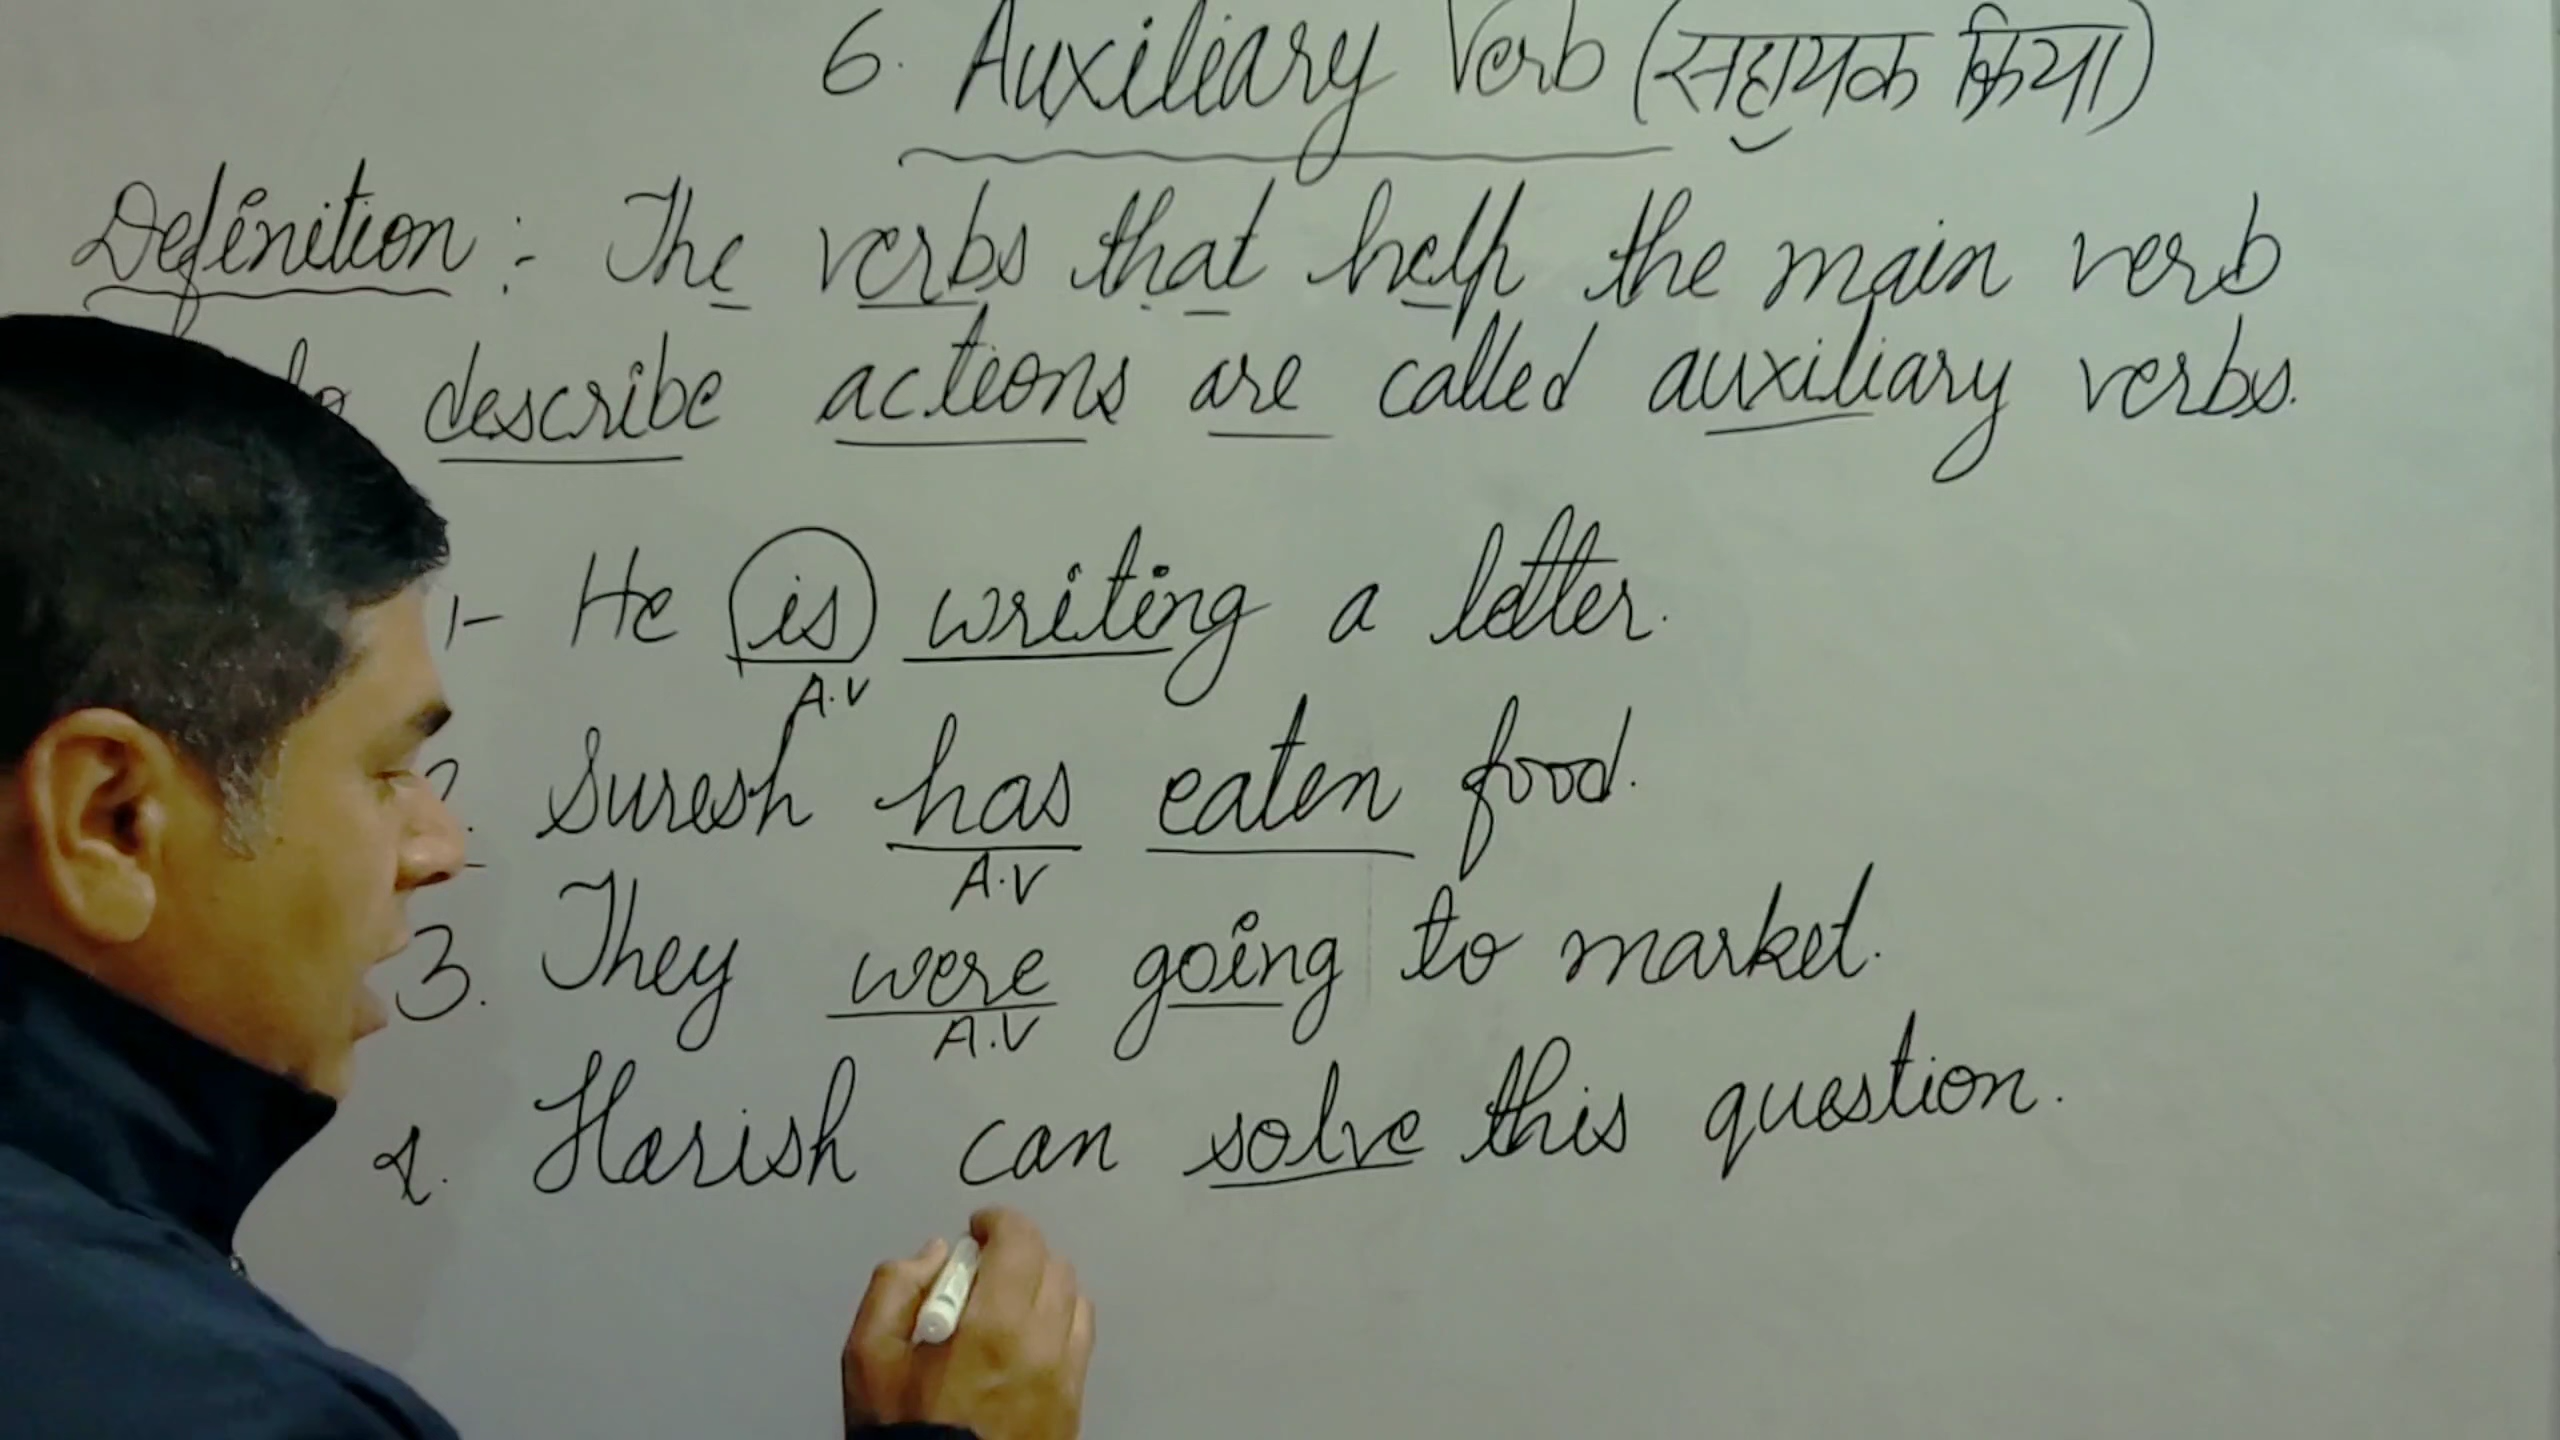 6. Auxiliary Verb (सहायक क्रिया)
Definition :- The verbs that help the main verb
to describe actions are called auxiliary verbs.
1- He is writing a letter.
A.V
2. Suresh has eaten food.
A.V
3. They were going to market.
A.V
4. Harish can solve this question.